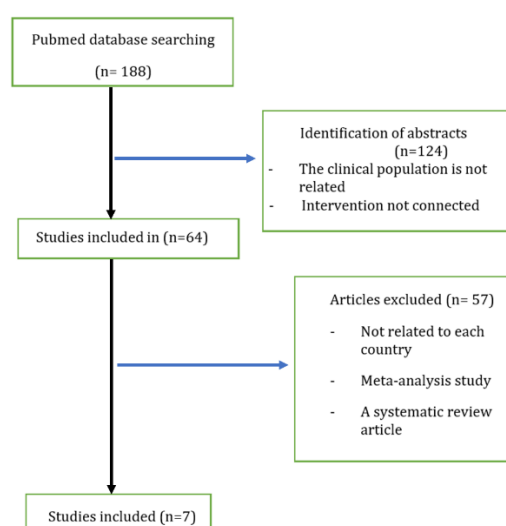 Pubmed database searching
(n= 188)
Identification of abstracts
(n=124)
- The clinical population is not
related
- Intervention not connected
Studies included in (n=64)
Articles excluded (n= 57)
- Not related to each
country
- Meta-analysis study
- A systematic review
article
Studies included (n=7)